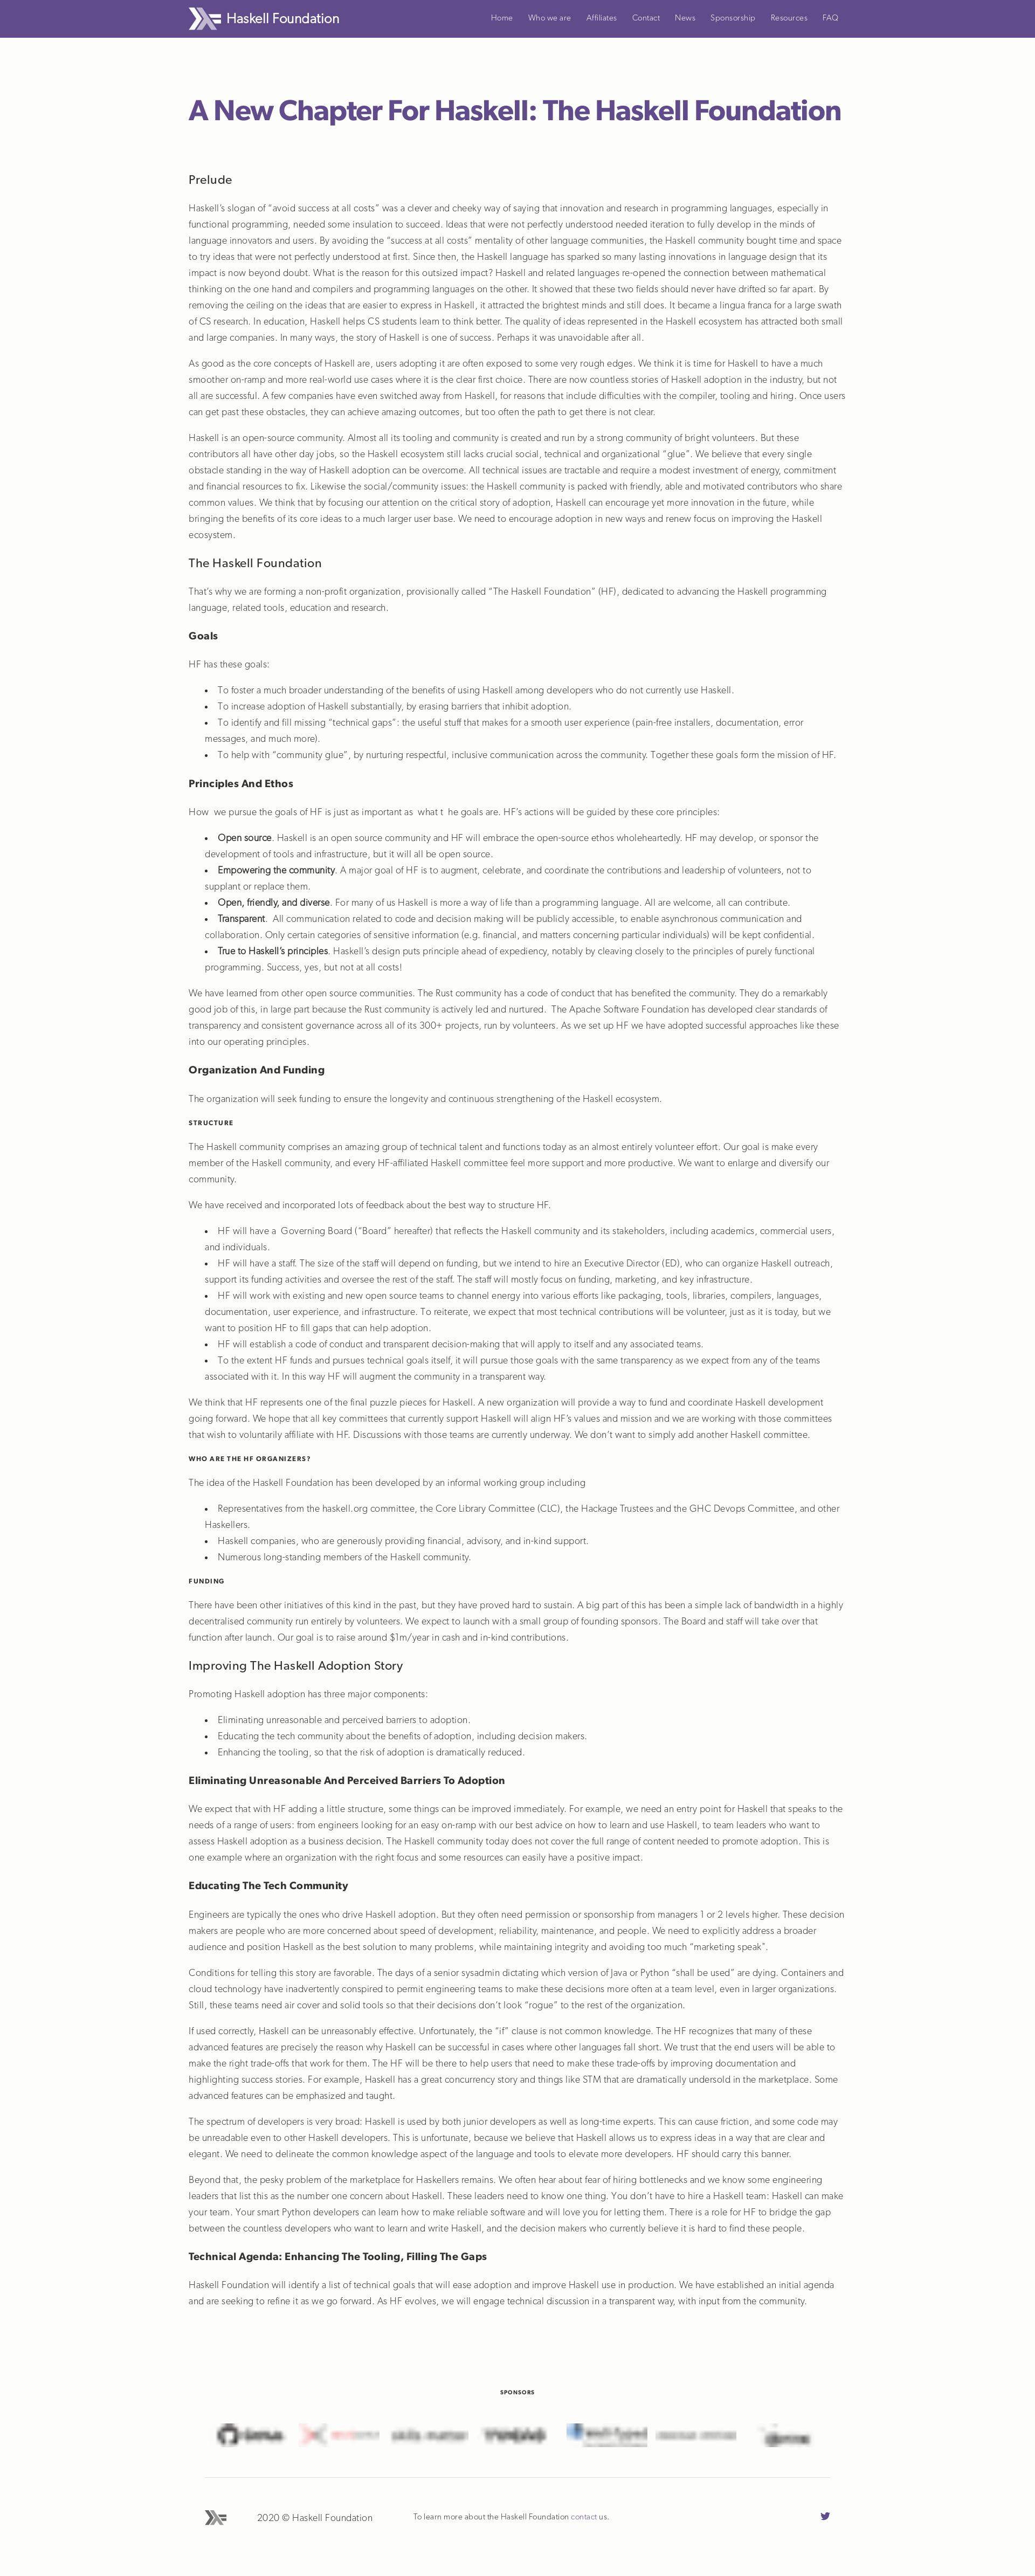 Haskell Foundation
Home Who we are Affiliates Contact News Sponsorship Resources FAQ
A New Chapter For Haskell: The Haskell Foundation
Prelude
Haskell’s slogan of “avoid success at all costs” was a clever and cheeky way of saying that innovation and research in programming languages, especially in
functional programming, needed some insulation to succeed. Ideas that were not perfectly understood needed iteration to fully develop in the minds of
language innovators and users. By avoiding the “success at all costs” mentality of other language communities, the Haskell community bought time and space
to try ideas that were not perfectly understood at first. Since then, the Haskell language has sparked so many lasting innovations in language design that its
impact is now beyond doubt. What is the reason for this outsized impact? Haskell and related languages re-opened the connection between mathematical
thinking on the one hand and compilers and programming languages on the other. It showed that these two fields should never have drifted so far apart. By
removing the ceiling on the ideas that are easier to express in Haskell, it attracted the brightest minds and still does. It became a lingua franca for a large swath
of CS research. In education, Haskell helps CS students learn to think better. The quality of ideas represented in the Haskell ecosystem has attracted both small
and large companies. In many ways, the story of Haskell is one of success. Perhaps it was unavoidable after all.
As good as the core concepts of Haskell are, users adopting it are often exposed to some very rough edges. We think it is time for Haskell to have a much
smoother on-ramp and more real-world use cases where it is the clear first choice. There are now countless stories of Haskell adoption in the industry, but not
all are successful. A few companies have even switched away from Haskell, for reasons that include difficulties with the compiler, tooling and hiring. Once users
can get past these obstacles, they can achieve amazing outcomes, but too often the path to get there is not clear.
Haskell is an open-source community. Almost all its tooling and community is created and run by a strong community of bright volunteers. But these
contributors all have other day jobs, so the Haskell ecosystem still lacks crucial social, technical and organizational “glue”. We believe that every single
obstacle standing in the way of Haskell adoption can be overcome. All technical issues are tractable and require a modest investment of energy, commitment
and financial resources to fix. Likewise the social/community issues: the Haskell community is packed with friendly, able and motivated contributors who share
common values. We think that by focusing our attention on the critical story of adoption, Haskell can encourage yet more innovation in the future, while
bringing the benefits of its core ideas to a much larger user base. We need to encourage adoption in new ways and renew focus on improving the Haskell
ecosystem.
The Haskell Foundation
That’s why we are forming a non-profit organization, provisionally called “The Haskell Foundation” (HF), dedicated to advancing the Haskell programming
language, related tools, education and research.
Goals
HF has these goals:
• To foster a much broader understanding of the benefits of using Haskell among developers who do not currently use Haskell.
• To increase adoption of Haskell substantially, by erasing barriers that inhibit adoption.
• To identify and fill missing “technical gaps”: the useful stuff that makes for a smooth user experience (pain-free installers, documentation, error
messages, and much more).
• To help with “community glue”, by nurturing respectful, inclusive communication across the community. Together these goals form the mission of HF.
Principles And Ethos
How we pursue the goals of HF is just as important as what t he goals are. HF’s actions will be guided by these core principles:
• Open source. Haskell is an open source community and HF will embrace the open-source ethos wholeheartedly. HF may develop, or sponsor the
development of tools and infrastructure, but it will all be open source.
• Empowering the community. A major goal of HF is to augment, celebrate, and coordinate the contributions and leadership of volunteers, not to
supplant or replace them.
• Open, friendly, and diverse. For many of us Haskell is more a way of life than a programming language. All are welcome, all can contribute.
• Transparent. All communication related to code and decision making will be publicly accessible, to enable asynchronous communication and
collaboration. Only certain categories of sensitive information (e.g. financial, and matters concerning particular individuals) will be kept confidential.
• True to Haskell’s principles. Haskell’s design puts principle ahead of expediency, notably by cleaving closely to the principles of purely functional
programming. Success, yes, but not at all costs!
We have learned from other open source communities. The Rust community has a code of conduct that has benefited the community. They do a remarkably
good job of this, in large part because the Rust community is actively led and nurtured. The Apache Software Foundation has developed clear standards of
transparency and consistent governance across all of its 300+ projects, run by volunteers. As we set up HF we have adopted successful approaches like these
into our operating principles.
Organization And Funding
The organization will seek funding to ensure the longevity and continuous strengthening of the Haskell ecosystem.
STRUCTURE
The Haskell community comprises an amazing group of technical talent and functions today as an almost entirely volunteer effort. Our goal is make every
member of the Haskell community, and every HF-affiliated Haskell committee feel more support and more productive. We want to enlarge and diversify our
community.
We have received and incorporated lots of feedback about the best way to structure HF.
• HF will have a Governing Board (“Board” hereafter) that reflects the Haskell community and its stakeholders, including academics, commercial users,
and individuals.
• HF will have a staff. The size of the staff will depend on funding, but we intend to hire an Executive Director (ED), who can organize Haskell outreach,
support its funding activities and oversee the rest of the staff. The staff will mostly focus on funding, marketing, and key infrastructure.
• HF will work with existing and new open source teams to channel energy into various efforts like packaging, tools, libraries, compilers, languages,
documentation, user experience, and infrastructure. To reiterate, we expect that most technical contributions will be volunteer, just as it is today, but we
want to position HF to fill gaps that can help adoption.
• HF will establish a code of conduct and transparent decision-making that will apply to itself and any associated teams.
• To the extent HF funds and pursues technical goals itself, it will pursue those goals with the same transparency as we expect from any of the teams
associated with it. In this way HF will augment the community in a transparent way.
We think that HF represents one of the final puzzle pieces for Haskell. A new organization will provide a way to fund and coordinate Haskell development
going forward. We hope that all key committees that currently support Haskell will align HF’s values and mission and we are working with those committees
that wish to voluntarily affiliate with HF. Discussions with those teams are currently underway. We don’t want to simply add another Haskell committee.
WHO ARE THE HF ORGANIZERS?
The idea of the Haskell Foundation has been developed by an informal working group including
• Representatives from the haskell.org committee, the Core Library Committee (CLC), the Hackage Trustees and the GHC Devops Committee, and other
Haskellers.
• Haskell companies, who are generously providing financial, advisory, and in-kind support.
• Numerous long-standing members of the Haskell community.
FUNDING
There have been other initiatives of this kind in the past, but they have proved hard to sustain. A big part of this has been a simple lack of bandwidth in a highly
decentralised community run entirely by volunteers. We expect to launch with a small group of founding sponsors. The Board and staff will take over that
function after launch. Our goal is to raise around $1m/year in cash and in-kind contributions.
Improving The Haskell Adoption Story
Promoting Haskell adoption has three major components:
• Eliminating unreasonable and perceived barriers to adoption.
• Educating the tech community about the benefits of adoption, including decision makers.
• Enhancing the tooling, so that the risk of adoption is dramatically reduced.
Eliminating Unreasonable And Perceived Barriers To Adoption
We expect that with HF adding a little structure, some things can be improved immediately. For example, we need an entry point for Haskell that speaks to the
needs of a range of users: from engineers looking for an easy on-ramp with our best advice on how to learn and use Haskell, to team leaders who want to
assess Haskell adoption as a business decision. The Haskell community today does not cover the full range of content needed to promote adoption. This is
one example where an organization with the right focus and some resources can easily have a positive impact.
Educating The Tech Community
Engineers are typically the ones who drive Haskell adoption. But they often need permission or sponsorship from managers 1 or 2 levels higher. These decision
makers are people who are more concerned about speed of development, reliability, maintenance, and people. We need to explicitly address a broader
audience and position Haskell as the best solution to many problems, while maintaining integrity and avoiding too much “marketing speak”.
Conditions for telling this story are favorable. The days of a senior sysadmin dictating which version of Java or Python “shall be used” are dying. Containers and
cloud technology have inadvertently conspired to permit engineering teams to make these decisions more often at a team level, even in larger organizations.
Still, these teams need air cover and solid tools so that their decisions don’t look “rogue” to the rest of the organization.
If used correctly, Haskell can be unreasonably effective. Unfortunately, the “if” clause is not common knowledge. The HF recognizes that many of these
advanced features are precisely the reason why Haskell can be successful in cases where other languages fall short. We trust that the end users will be able to
make the right trade-offs that work for them. The HF will be there to help users that need to make these trade-offs by improving documentation and
highlighting success stories. For example, Haskell has a great concurrency story and things like STM that are dramatically undersold in the marketplace. Some
advanced features can be emphasized and taught.
The spectrum of developers is very broad: Haskell is used by both junior developers as well as long-time experts. This can cause friction, and some code may
be unreadable even to other Haskell developers. This is unfortunate, because we believe that Haskell allows us to express ideas in a way that are clear and
elegant. We need to delineate the common knowledge aspect of the language and tools to elevate more developers. HF should carry this banner.
Beyond that, the pesky problem of the marketplace for Haskellers remains. We often hear about fear of hiring bottlenecks and we know some engineering
leaders that list this as the number one concern about Haskell. These leaders need to know one thing. You don’t have to hire a Haskell team: Haskell can make
your team. Your smart Python developers can learn how to make reliable software and will love you for letting them. There is a role for HF to bridge the gap
between the countless developers who want to learn and write Haskell, and the decision makers who currently believe it is hard to find these people.
Technical Agenda: Enhancing The Tooling, Filling The Gaps
Haskell Foundation will identify a list of technical goals that will ease adoption and improve Haskell use in production. We have established an initial agenda
and are seeking to refine it as we go forward. As HF evolves, we will engage technical discussion in a transparent way, with input from the community.
SPONSORS
2020 © Haskell Foundation
To learn more about the Haskell Foundation contact us.